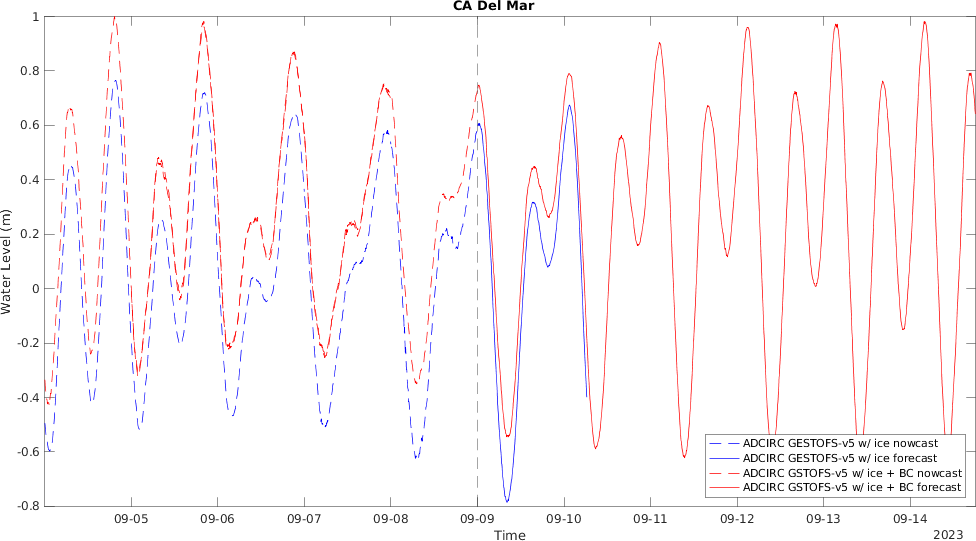 CA Del Mar
1
0.8
0.6
0.4
0.2
0
-0.2
-0.4
-0.6
-0.8
Water Level (m)
ADCIRC GESTOFS-v5 w/ ice nowcast
ADCIRC GESTOFS-v5 w/ ice forecast
ADCIRC GSTOFS-v5 w/ ice + BC nowcast
ADCIRC GSTOFS-v5 w/ ice + BC forecast
09-05 09-06 09-07 09-08 09-09 09-10 09-11 09-12 09-13 09-14
Time
2023